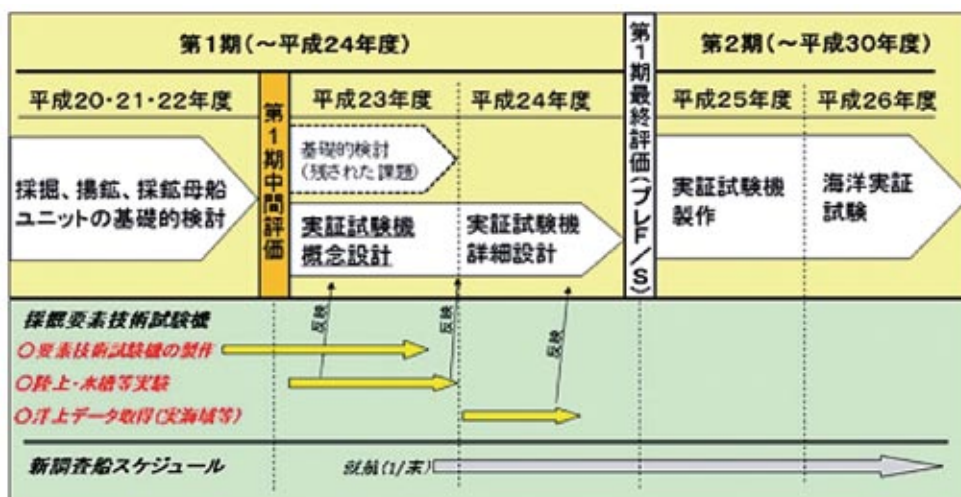 第1期(～平成24年度)
第2期(～平成30年度)
平成20・21・22年度
第1期中間評価
平成23年度
平成24年度
第1期最終評価(プレF/S)
平成25年度
平成26年度
採掘、揚鉱、採鉱母船
ユニットの基礎的検討
基礎的検討
(残された課題)
実証試験機
概念設計
実証試験機
詳細設計
実証試験機
製作
海洋実証
試験
採掘要素技術試験機
反映
反映
反映
○要素技術試験機の製作
○陸上・水槽等実験
○洋上データ取得(実海域等)
新調査船スケジュール
就航(1/末)